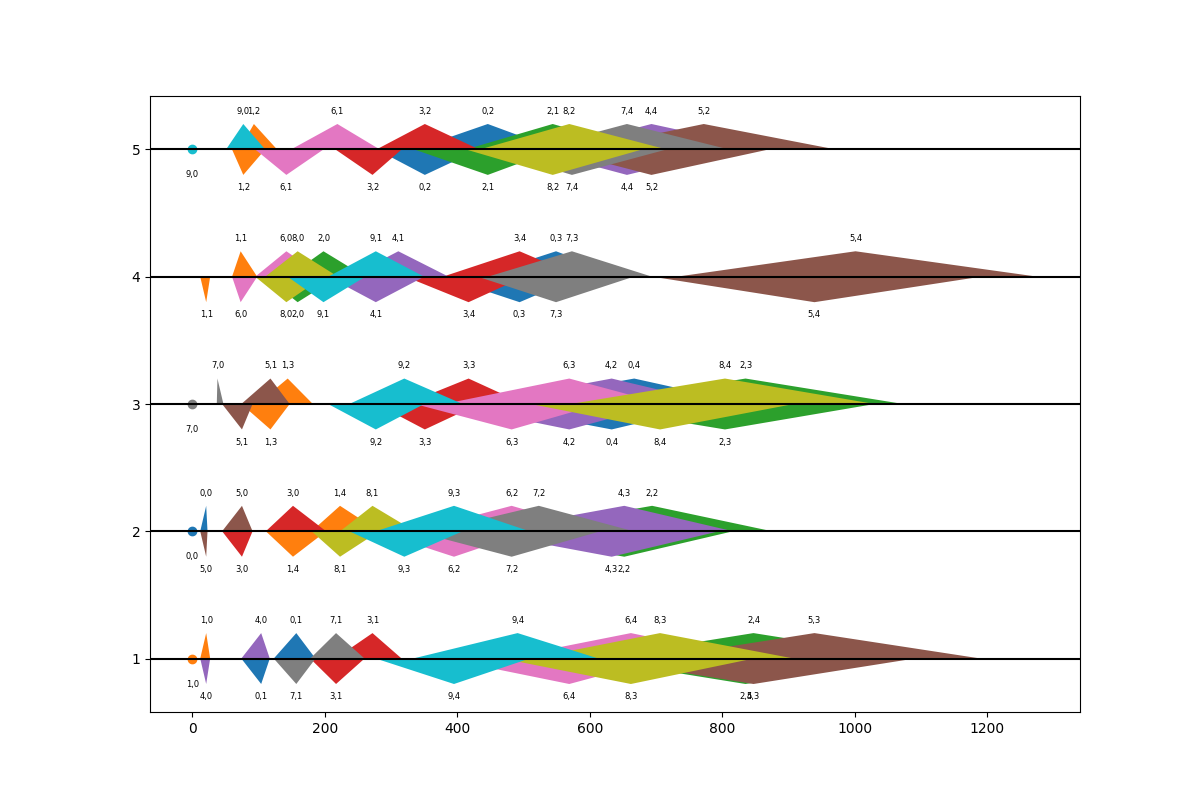 9,0 1,2 6,1 3,2 0,2 2,1 8,2 7,4 4,4 5,2
5
9,0 1,2 6,1 3,2 0,2 2,1 8,2 7,4 4,4 5,2
1,1 6,0 8,0 2,0 9,1 4,1 3,4 0,3 7,3 5,4
4
1,1 6,0 8,0 2,0 9,1 4,1 3,4 0,3 7,3 5,4
7,0 5,1 1,3 9,2 3,3 6,3 4,2 0,4 8,4 2,3
3
7,0 5,1 1,3 9,2 3,3 6,3 4,2 0,4 8,4 2,3
0,0 5,0 3,0 1,4 8,1 9,3 6,2 7,2 4,3 2,2
2
0,0 5,0 3,0 1,4 8,1 9,3 6,2 7,2 4,3 2,2
1,0 4,0 0,1 7,1 3,1 9,4 6,4 8,3 2,4 5,3
1
1,0 4,0 0,1 7,1 3,1 9,4 6,4 8,3 2,4 5,3
0 200 400 600 800 1000 1200